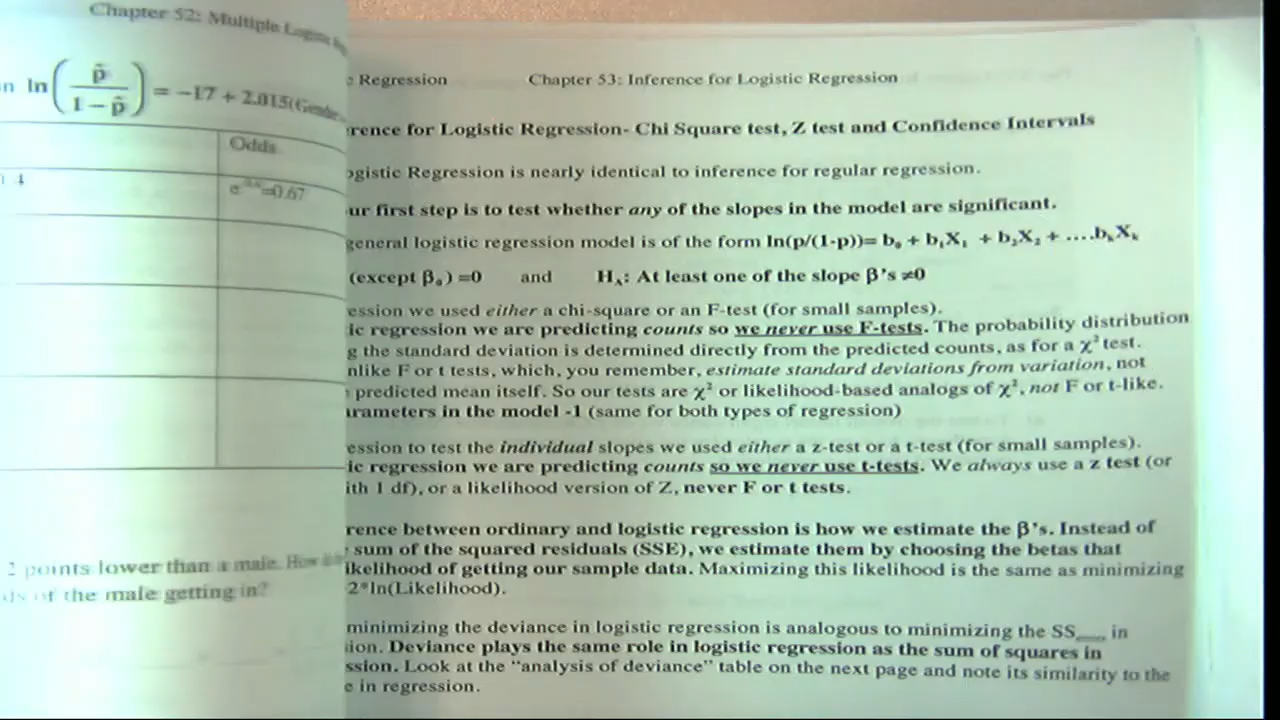 Chapter 52: Multiple Logistic
n ln(p̂/(1-p̂)) = -17 + 2.015(Gender
Odds
=0.67
2 points lower than a male. How
of the male getting in?
Regression Chapter 53: Inference for Logistic Regression
rence for Logistic Regression- Chi Square test, Z test and Confidence Intervals
ogistic Regression is nearly identical to inference for regular regression.
ur first step is to test whether any of the slopes in the model are significant.
general logistic regression model is of the form ln(p/(1-p))= b₀ + b₁X₁ + b₂X₂ + ….bₖXₖ
(except β₀) =0 and H_A: At least one of the slope β's ≠0
ession we used either a chi-square or an F-test (for small samples).
ic regression we are predicting counts so we never use F-tests. The probability distribution
g the standard deviation is determined directly from the predicted counts, as for a χ² test.
nlike F or t tests, which, you remember, estimate standard deviations from variation, not
predicted mean itself. So our tests are χ² or likelihood-based analogs of χ², not F or t-like.
rameters in the model -1 (same for both types of regression)
ession to test the individual slopes we used either a z-test or a t-test (for small samples).
ic regression we are predicting counts so we never use t-tests. We always use a z test (or
ith 1 df), or a likelihood version of Z, never F or t tests.
rence between ordinary and logistic regression is how we estimate the β's. Instead of
sum of the squared residuals (SSE), we estimate them by choosing the betas that
ikelihood of getting our sample data. Maximizing this likelihood is the same as minimizing
2*ln(Likelihood).
minimizing the deviance in logistic regression is analogous to minimizing the SS in
ion. Deviance plays the same role in logistic regression as the sum of squares in
ssion. Look at the "analysis of deviance" table on the next page and note its similarity to the
e in regression.